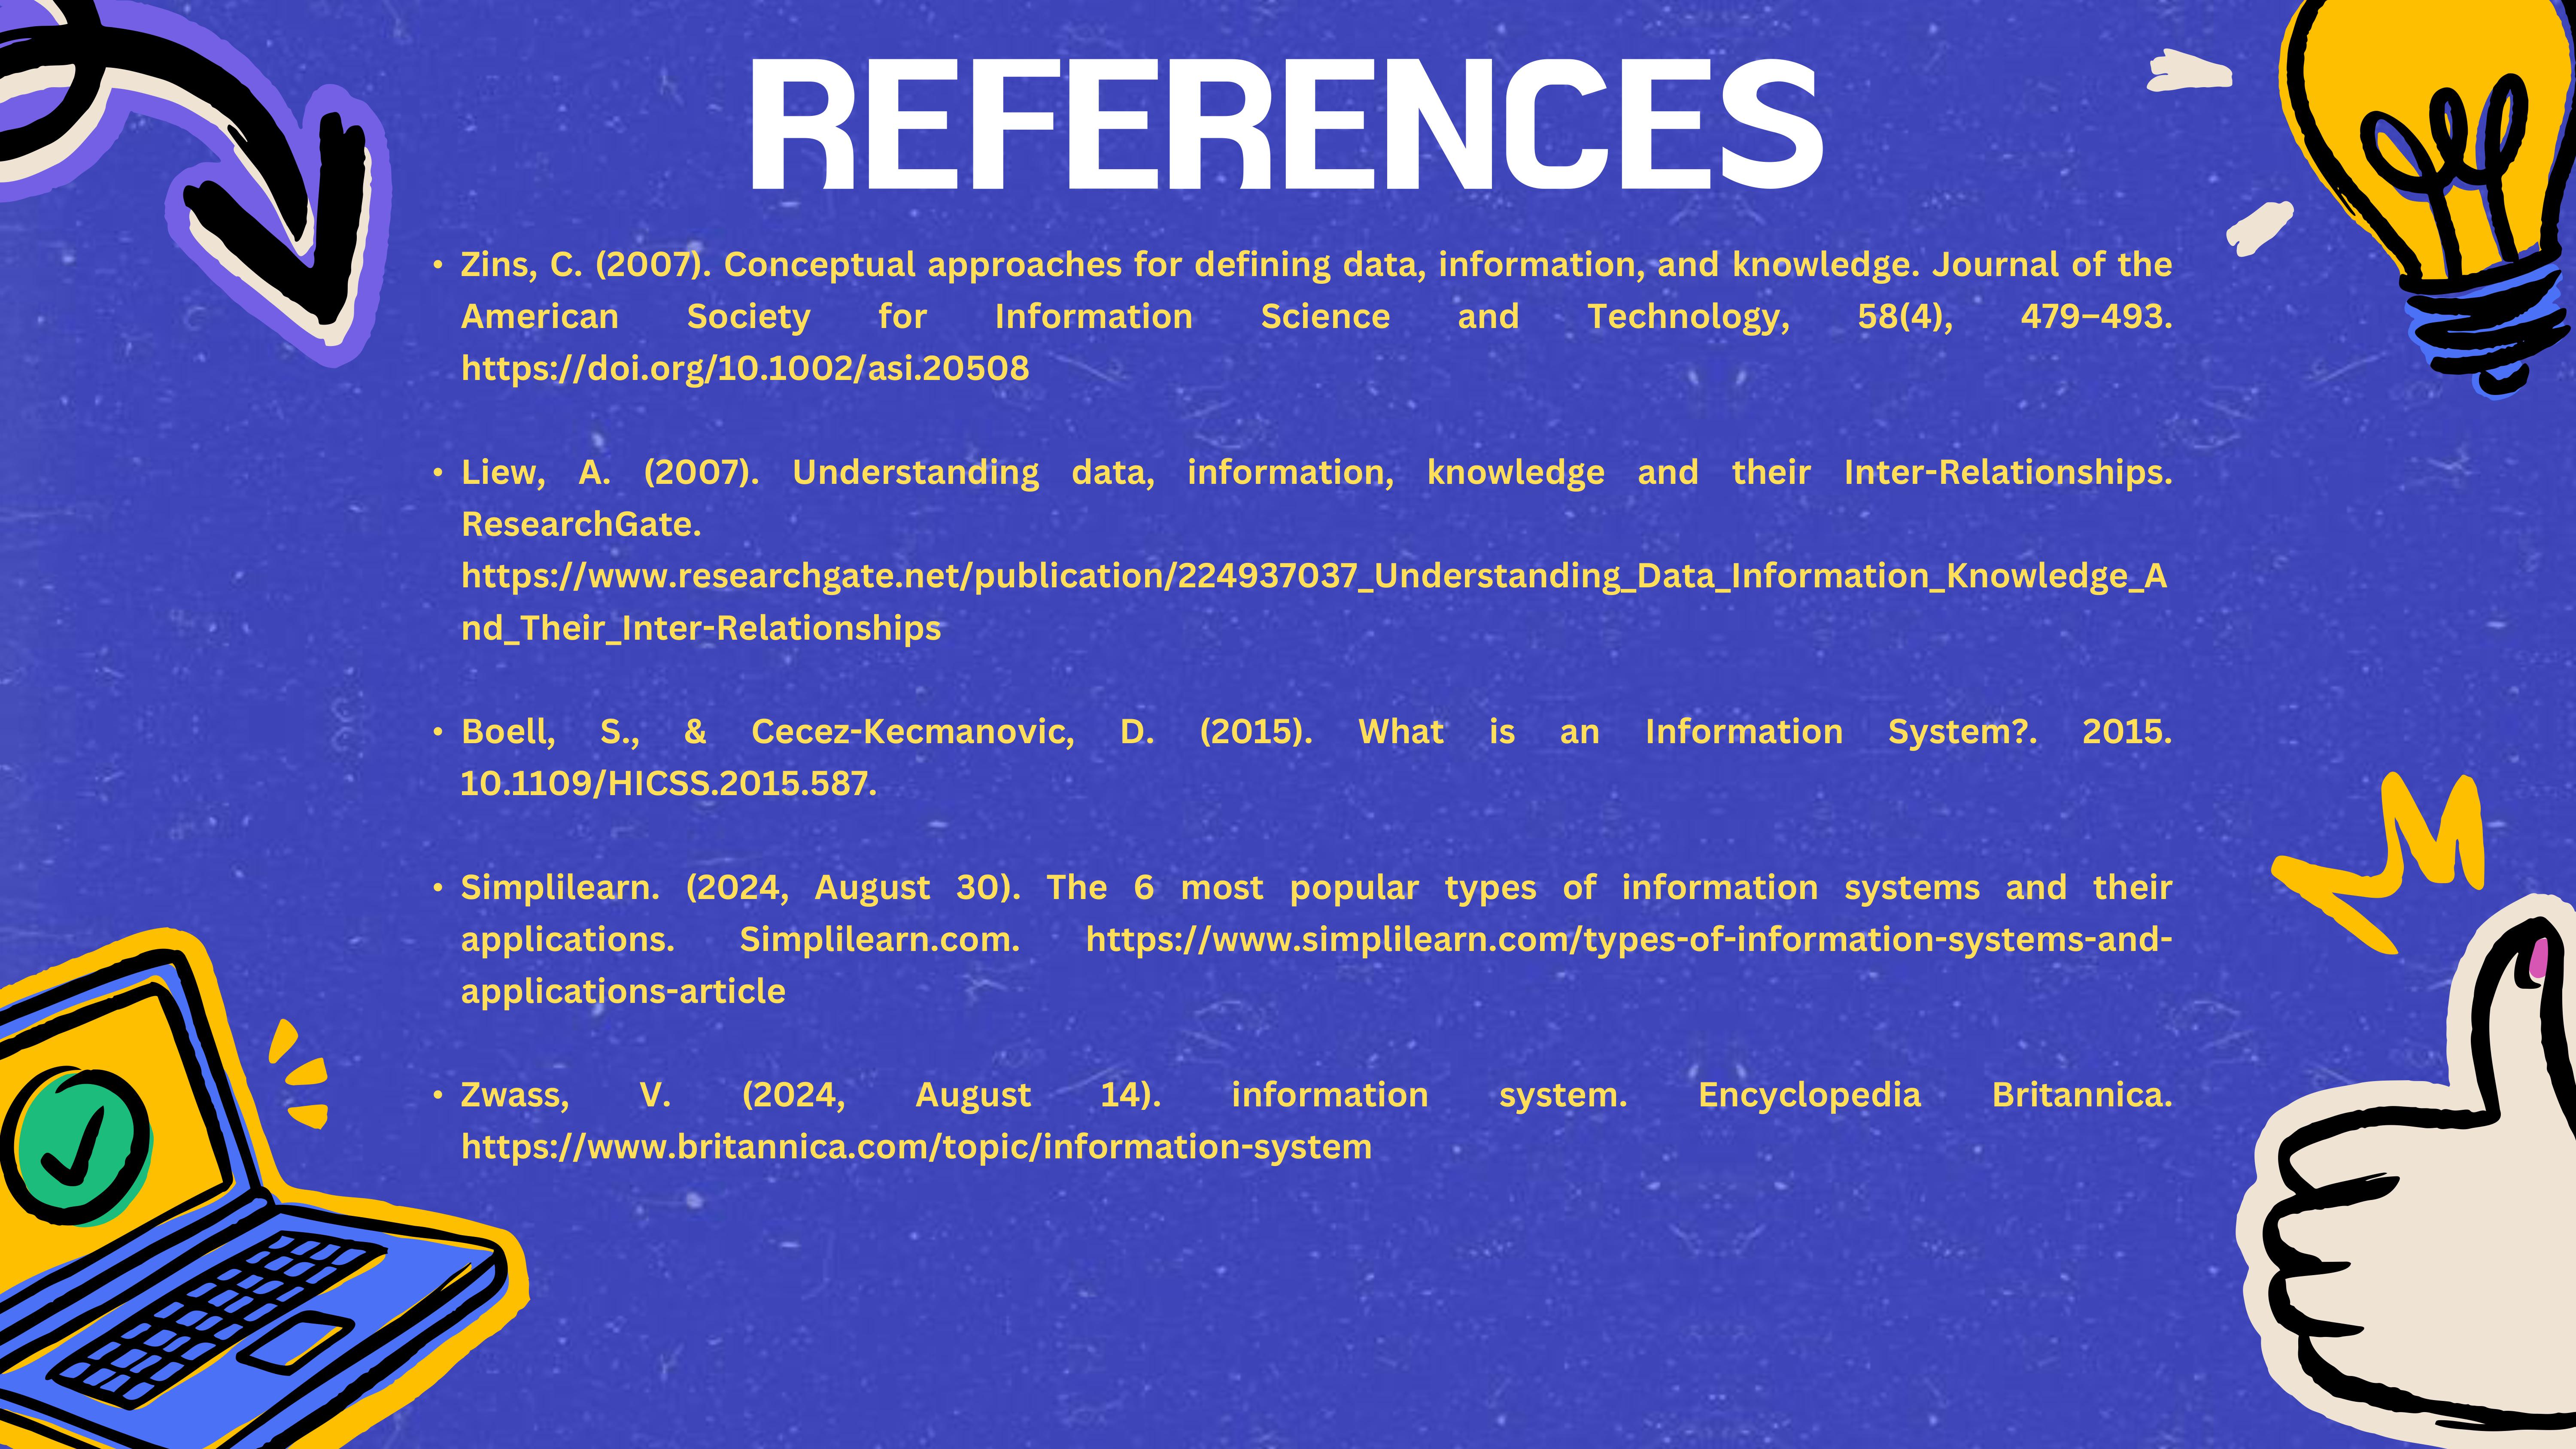 REFERENCES
• Zins, C. (2007). Conceptual approaches for defining data, information, and knowledge. Journal of the
American Society for Information Science and Technology, 58(4), 479–493.
https://doi.org/10.1002/asi.20508
• Liew, A. (2007). Understanding data, information, knowledge and their Inter-Relationships.
ResearchGate.
https://www.researchgate.net/publication/224937037_Understanding_Data_Information_Knowledge_A
nd_Their_Inter-Relationships
• Boell, S., & Cecez-Kecmanovic, D. (2015). What is an Information System?. 2015.
10.1109/HICSS.2015.587.
• Simplilearn. (2024, August 30). The 6 most popular types of information systems and their
applications. Simplilearn.com. https://www.simplilearn.com/types-of-information-systems-and-
applications-article
• Zwass, V. (2024, August 14). information system. Encyclopedia Britannica.
https://www.britannica.com/topic/information-system